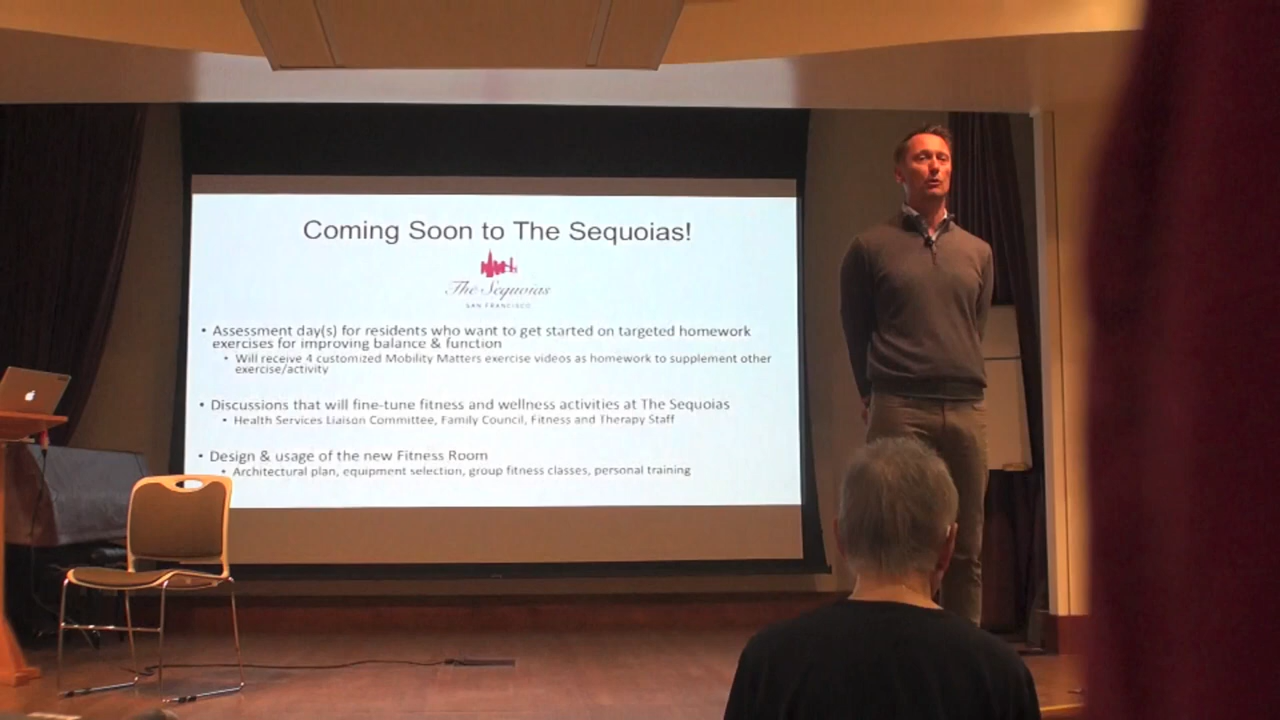 Coming Soon to The Sequoias!
The Sequoias
SAN FRANCISCO
• Assessment day(s) for residents who want to get started on targeted homework
exercises for improving balance & function
• Will receive 4 customized Mobility Matters exercise videos as homework to supplement other
exercise/activity
• Discussions that will fine-tune fitness and wellness activities at The Sequoias
• Health Services Liaison Committee, Family Council, Fitness and Therapy Staff
• Design & usage of the new Fitness Room
• Architectural plan, equipment selection, group fitness classes, personal training